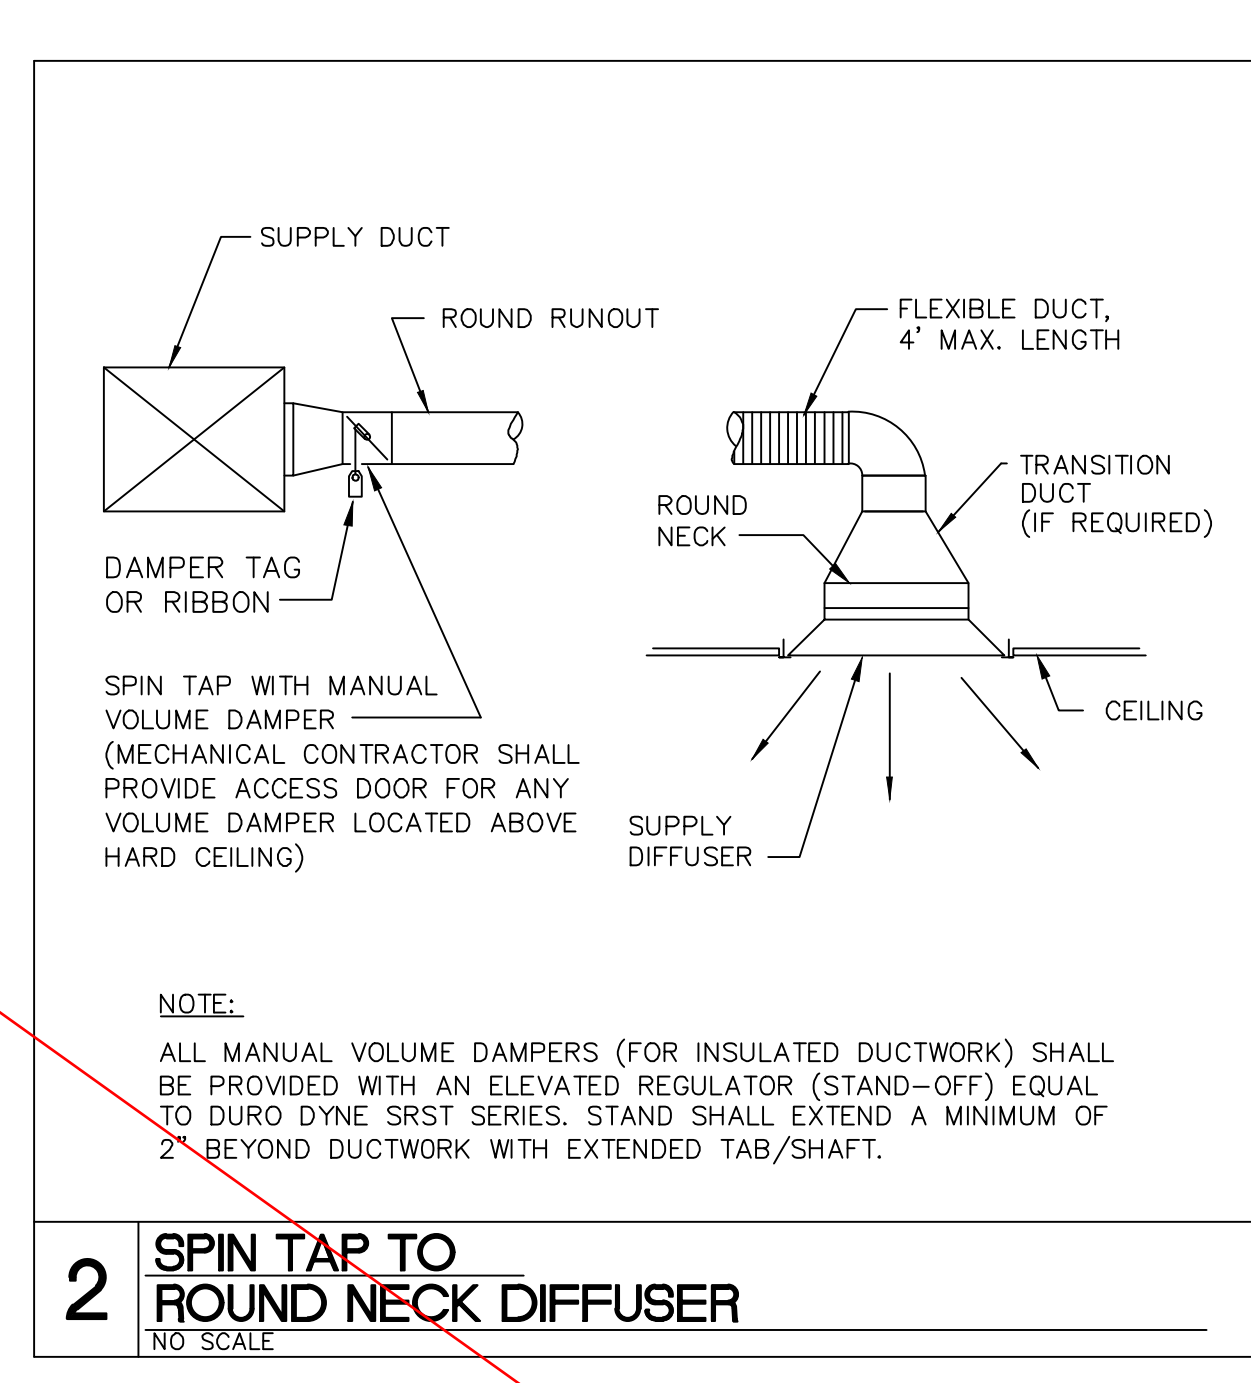 SUPPLY DUCT
ROUND RUNOUT
FLEXIBLE DUCT,
4' MAX. LENGTH
TRANSITION
DUCT
(IF REQUIRED)
ROUND
NECK
DAMPER TAG
OR RIBBON
SPIN TAP WITH MANUAL
VOLUME DAMPER
(MECHANICAL CONTRACTOR SHALL
PROVIDE ACCESS DOOR FOR ANY
VOLUME DAMPER LOCATED ABOVE
HARD CEILING)
CEILING
SUPPLY
DIFFUSER
NOTE:
ALL MANUAL VOLUME DAMPERS (FOR INSULATED DUCTWORK) SHALL
BE PROVIDED WITH AN ELEVATED REGULATOR (STAND-OFF) EQUAL
TO DURO DYNE SRST SERIES. STAND SHALL EXTEND A MINIMUM OF
2" BEYOND DUCTWORK WITH EXTENDED TAB/SHAFT.
2
SPIN TAP TO
ROUND NECK DIFFUSER
NO SCALE